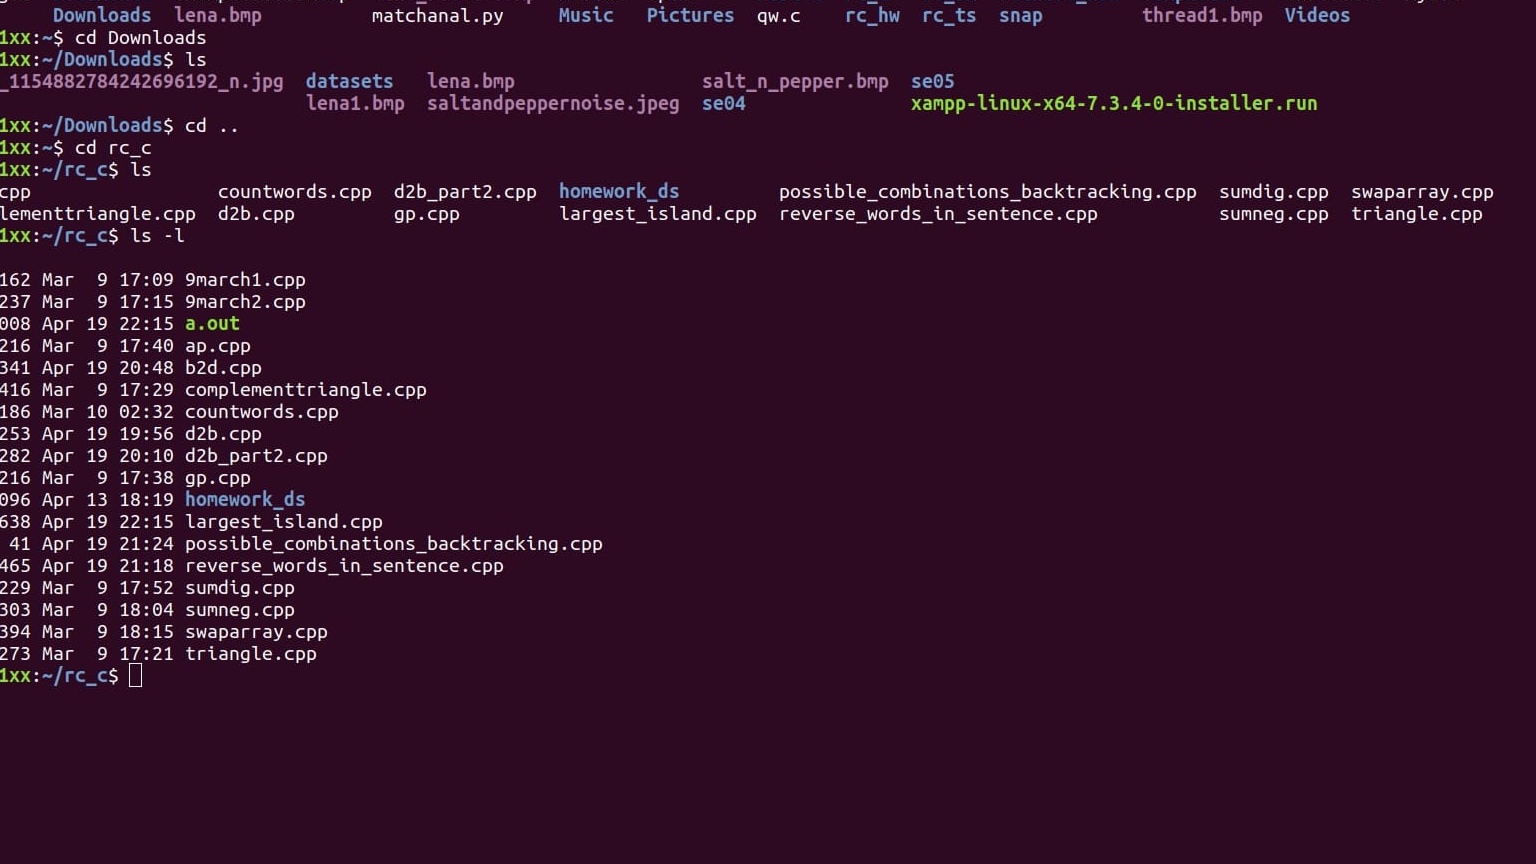 Downloads lena.bmp matchanal.py Music Pictures qw.c rc_hw rc_ts snap thread1.bmp Videos
1xx:~$ cd Downloads
1xx:~/Downloads$ ls
_1154882784242696192_n.jpg datasets lena.bmp salt_n_pepper.bmp se05
lena1.bmp saltandpeppernoise.jpeg se04 xampp-linux-x64-7.3.4-0-installer.run
1xx:~/Downloads$ cd ..
1xx:~$ cd rc_c
1xx:~/rc_c$ ls
cpp countwords.cpp d2b_part2.cpp homework_ds possible_combinations_backtracking.cpp sumdig.cpp swaparray.cpp
lementtriangle.cpp d2b.cpp gp.cpp largest_island.cpp reverse_words_in_sentence.cpp sumneg.cpp triangle.cpp
1xx:~/rc_c$ ls -l
162 Mar 9 17:09 9march1.cpp
237 Mar 9 17:15 9march2.cpp
008 Apr 19 22:15 a.out
216 Mar 9 17:40 ap.cpp
341 Apr 19 20:48 b2d.cpp
416 Mar 9 17:29 complementtriangle.cpp
186 Mar 10 02:32 countwords.cpp
253 Apr 19 19:56 d2b.cpp
282 Apr 19 20:10 d2b_part2.cpp
216 Mar 9 17:38 gp.cpp
096 Apr 13 18:19 homework_ds
638 Apr 19 22:15 largest_island.cpp
41 Apr 19 21:24 possible_combinations_backtracking.cpp
465 Apr 19 21:18 reverse_words_in_sentence.cpp
229 Mar 9 17:52 sumdig.cpp
303 Mar 9 18:04 sumneg.cpp
394 Mar 9 18:15 swaparray.cpp
273 Mar 9 17:21 triangle.cpp
1xx:~/rc_c$